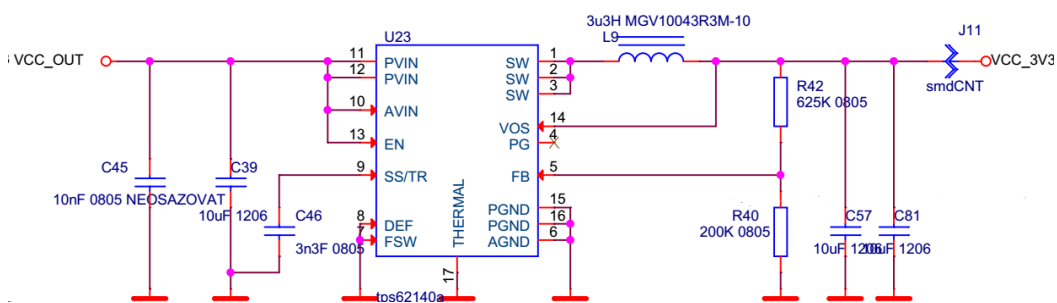 3u3H MGV10043R3M-10
U23
L9
J11
VCC_OUT
11
PVIN
SW
1
VCC_3V3
12
PVIN
SW
2
SW
3
smdCNT
R42
625K 0805
10
AVIN
VOS
14
13
EN
PG
4
C45
C39
9
SS/TR
FB
5
10nF 0805 NEOSAZOVAT
10uF 1206
C46
3n3F 0805
8
DEF
7
FSW
THERMAL
PGND
15
PGND
16
AGND
6
R40
200K 0805
C57
C81
10uF 1206
10uF 1206
17
tps62140a